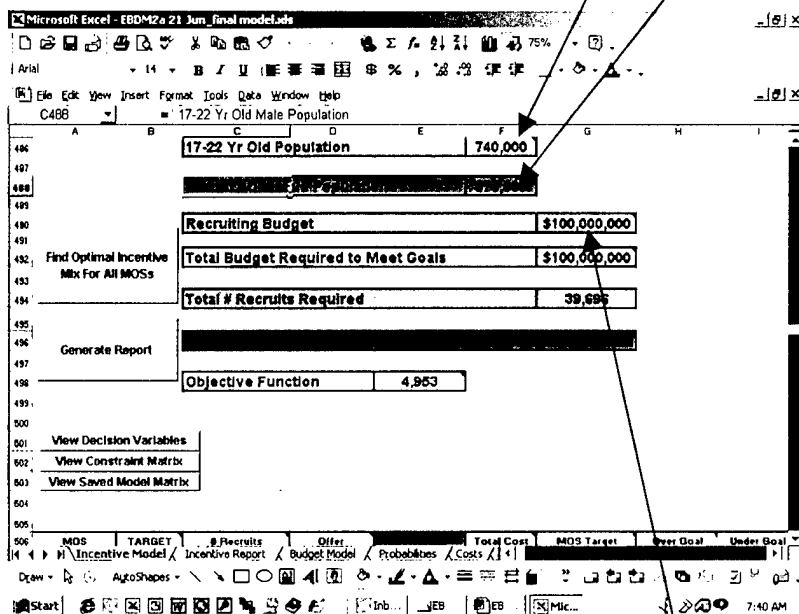 Microsoft Excel - EBDM2a 21 Jun_final model.xls
75%
Arial 14 B I U $ % ,
File Edit View Insert Format Tools Data Window Help
C488 = 17-22 Yr Old Male Population
A B C D E F G H I
486 17-22 Yr Old Population 740,000
487
488
489
490 Recruiting Budget $100,000,000
491
492 Find Optimal Incentive Mix For All MOSs Total Budget Required to Meet Goals $100,000,000
493
494 Total # Recruits Required 39,696
495
496 Generate Report
497
498 Objective Function 4,953
499
500
501 View Decision Variables
502 View Constraint Matrix
503 View Saved Model Matrix
504
505
506 MOS TARGET # Recruits Offer Total Cost MOS Target Over Goal Under Goal
Incentive Model Incentive Report Budget Model Probabilities Costs
Draw AutoShapes
Start Inb... EB EB Mic... 7:40 AM